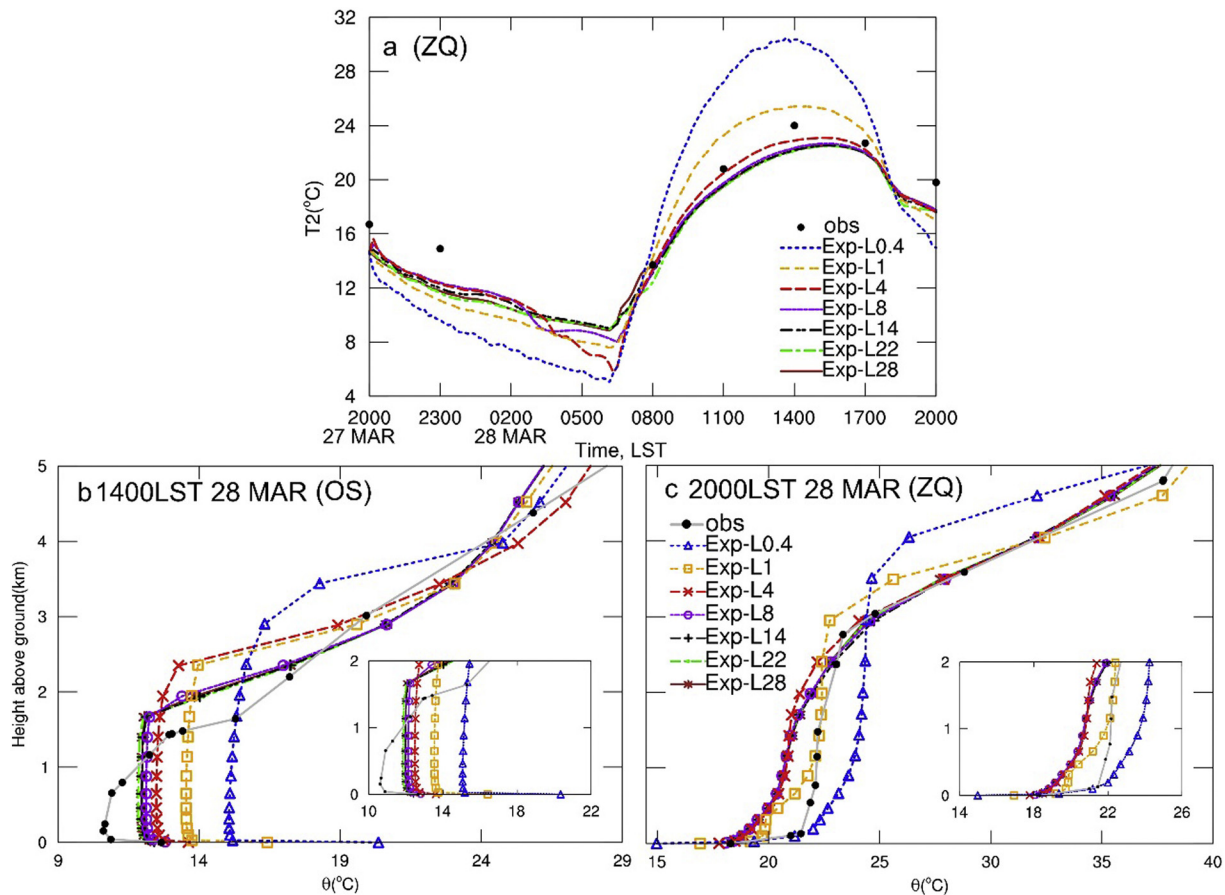 a (ZQ)
T2(°C)
32
28
24
20
16
12
8
4
obs
Exp-L0.4
Exp-L1
Exp-L4
Exp-L8
Exp-L14
Exp-L22
Exp-L28
2000 2300 0200 0500 0800 1100 1400 1700 2000
27 MAR 28 MAR
Time, LST
b 1400LST 28 MAR (OS)
Height above ground(km)
5
4
3
2
1
0
2
1
0
10 14 18 22
9 14 19 24 29
θ(°C)
c 2000LST 28 MAR (ZQ)
obs
Exp-L0.4
Exp-L1
Exp-L4
Exp-L8
Exp-L14
Exp-L22
Exp-L28
2
1
0
14 18 22 26
15 20 25 30 35 40
θ(°C)